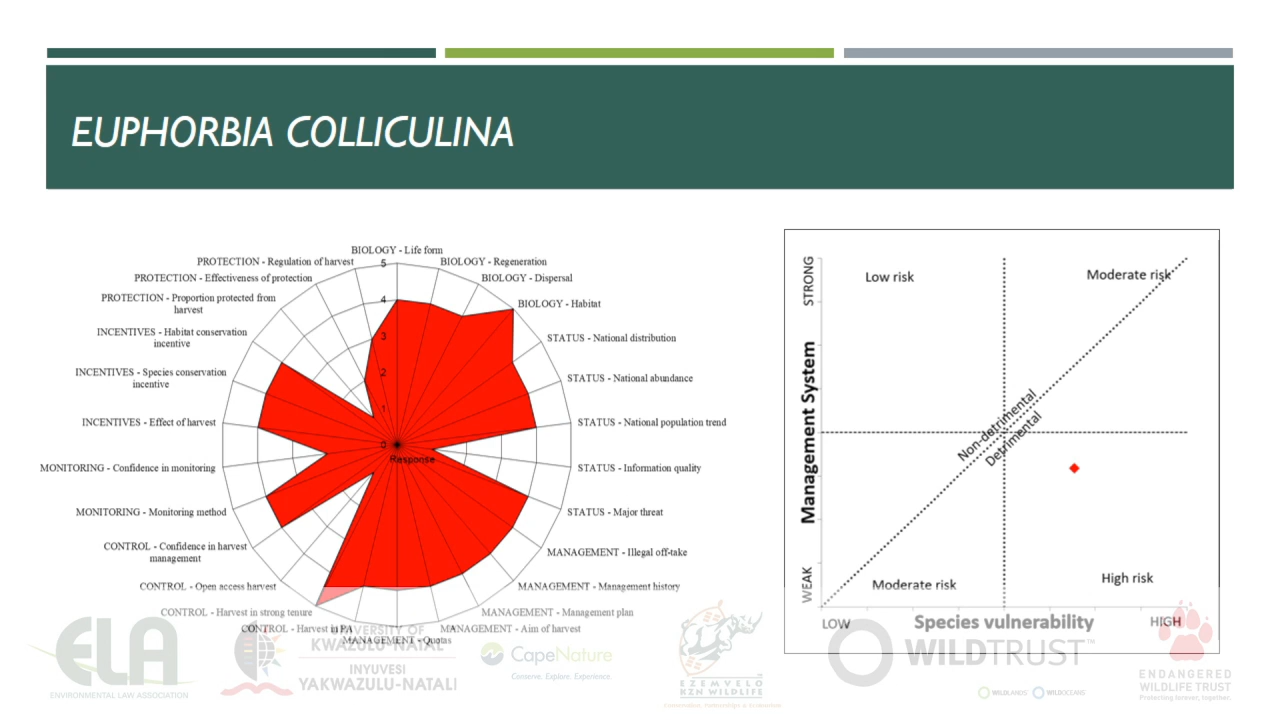 EUPHORBIA COLLICULINA
BIOLOGY - Life form
PROTECTION - Regulation of harvest
BIOLOGY - Regeneration
PROTECTION - Effectiveness of protection
BIOLOGY - Dispersal
PROTECTION - Proportion protected from
harvest
BIOLOGY - Habitat
INCENTIVES - Habitat conservation
incentive
STATUS - National distribution
INCENTIVES - Species conservation
incentive
STATUS - National abundance
INCENTIVES - Effect of harvest
STATUS - National population trend
MONITORING - Confidence in monitoring
STATUS - Information quality
MONITORING - Monitoring method
STATUS - Major threat
CONTROL - Confidence in harvest
management
MANAGEMENT - Illegal off-take
CONTROL - Open access harvest
MANAGEMENT - Management history
CONTROL - Harvest in strong tenure
MANAGEMENT - Management plan
CONTROL - Harvest in PA
MANAGEMENT - Aim of harvest
MANAGEMENT - Quotas
5
4
3
2
1
0
Response
STRONG
Management System
WEAK
Low risk
Moderate risk
Non-detrimental
Detrimental
Moderate risk
High risk
LOW
Species vulnerability
HIGH
ELA
ENVIRONMENTAL LAW ASSOCIATION
UNIVERSITY OF
KWAZULU-NATAL
INYUVESI
YAKWAZULU-NATALI
CapeNature
Conserve. Explore. Experience.
EZEMVELO
KZN WILDLIFE
Conservation, Partnerships & Ecotourism
WILDTRUST™
WILDLANDS
WILDOCEANS
ENDANGERED
WILDLIFE TRUST
Protecting forever, together.